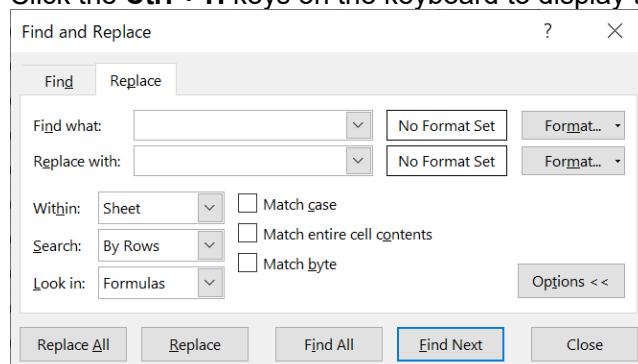 Click the Ctrl + H keys on the keyboard to display
Find and Replace ? ×
Find Replace
Find what: No Format Set Format...
Replace with: No Format Set Format...
Within: Sheet Match case
Search: By Rows Match entire cell contents
Look in: Formulas Match byte
Options <<
Replace All Replace Find All Find Next Close